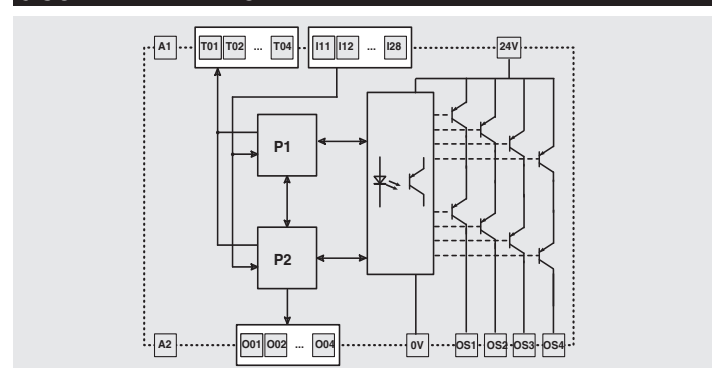 A1 T01 T02 ... T04 I11 I12 ... I28 24V
P1
P2
A2 O01 O02 ... O04 0V OS1 OS2 OS3 OS4